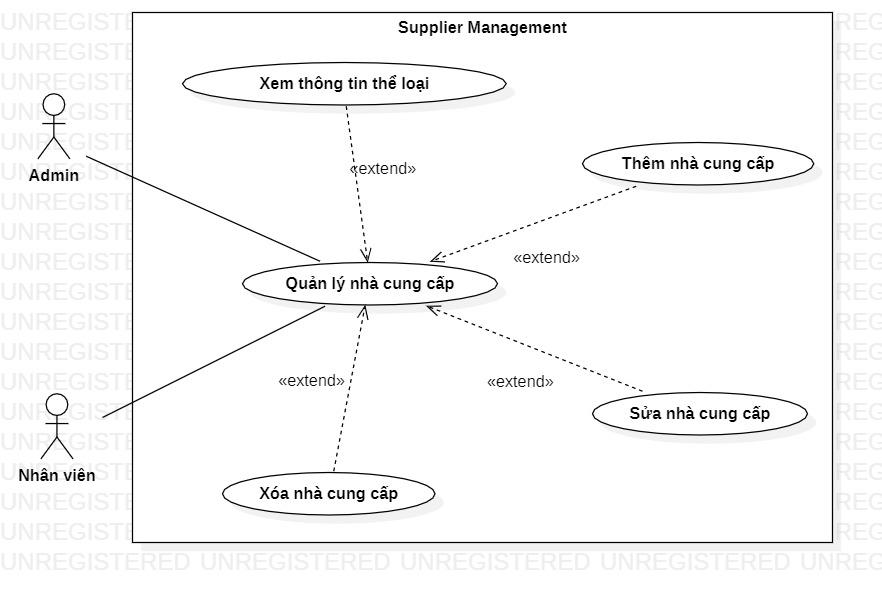 Supplier Management
Xem thông tin thể loại
«extend»
Thêm nhà cung cấp
«extend»
Admin
Quản lý nhà cung cấp
«extend»
«extend»
Sửa nhà cung cấp
Nhân viên
Xóa nhà cung cấp
UNREGISTERED UNREGISTERED UNREGISTERED UNREGISTERED